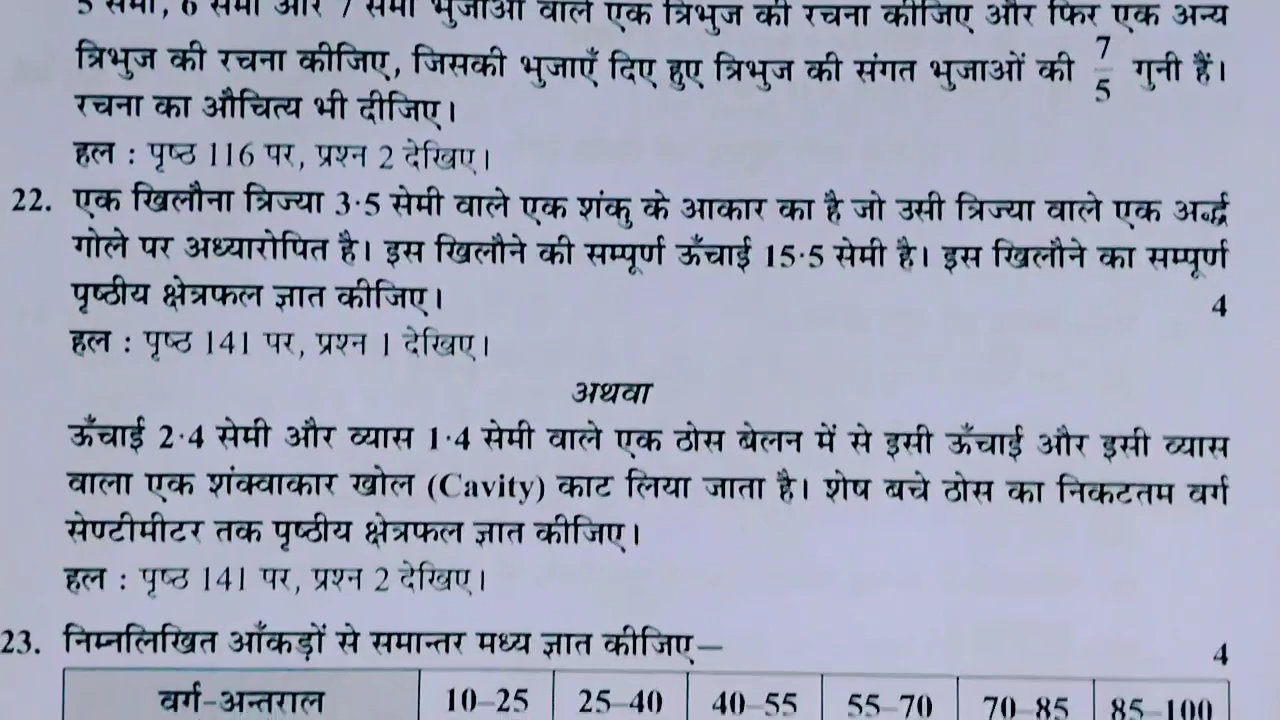 5 सेमी, 6 सेमी और 7 सेमी भुजाओं वाले एक त्रिभुज की रचना कीजिए और फिर एक अन्य
त्रिभुज की रचना कीजिए, जिसकी भुजाएँ दिए हुए त्रिभुज की संगत भुजाओं की 7/5 गुनी हैं।
रचना का औचित्य भी दीजिए।
हल : पृष्ठ 116 पर, प्रश्न 2 देखिए।
22. एक खिलौना त्रिज्या 3·5 सेमी वाले एक शंकु के आकार का है जो उसी त्रिज्या वाले एक अर्द्ध
गोले पर अध्यारोपित है। इस खिलौने की सम्पूर्ण ऊँचाई 15·5 सेमी है। इस खिलौने का सम्पूर्ण
पृष्ठीय क्षेत्रफल ज्ञात कीजिए। 4
हल : पृष्ठ 141 पर, प्रश्न 1 देखिए।
अथवा
ऊँचाई 2·4 सेमी और व्यास 1·4 सेमी वाले एक ठोस बेलन में से इसी ऊँचाई और इसी व्यास
वाला एक शंक्वाकार खोल (Cavity) काट लिया जाता है। शेष बचे ठोस का निकटतम वर्ग
सेण्टीमीटर तक पृष्ठीय क्षेत्रफल ज्ञात कीजिए।
हल : पृष्ठ 141 पर, प्रश्न 2 देखिए।
23. निम्नलिखित आँकड़ों से समान्तर मध्य ज्ञात कीजिए— 4
वर्ग-अन्तराल 10–25 25–40 40–55 55–70 70–85 85–100